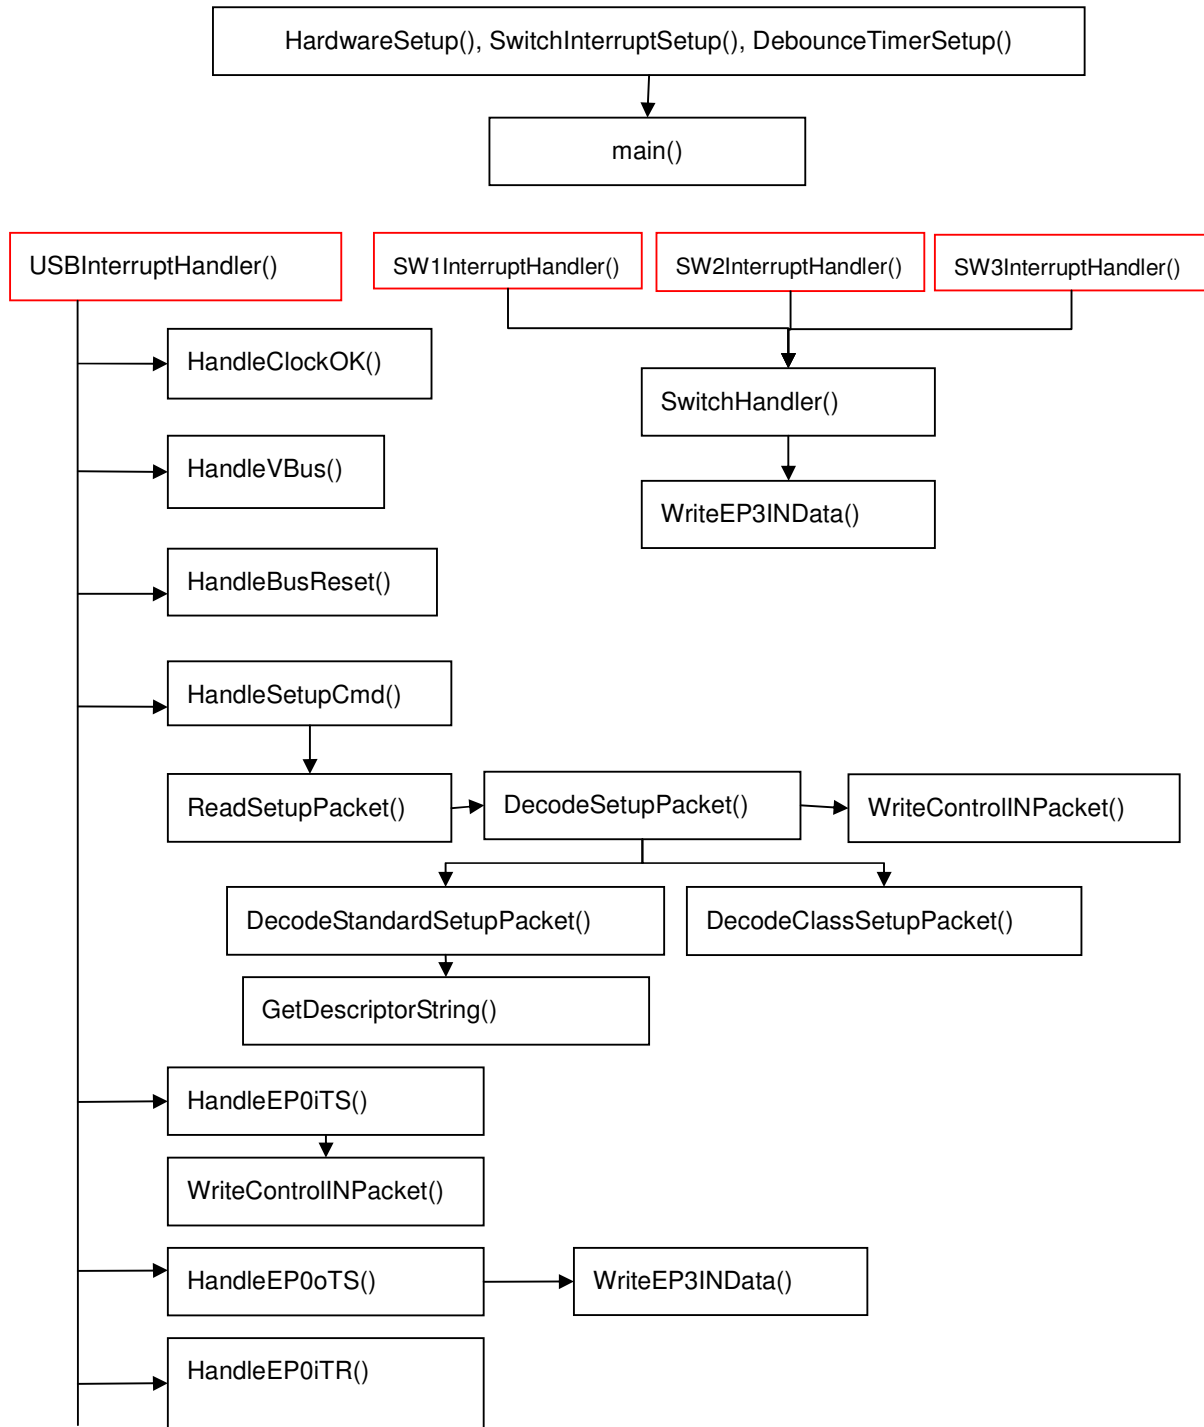 HardwareSetup(), SwitchInterruptSetup(), DebounceTimerSetup()
main()
USBInterruptHandler()
SW1InterruptHandler()
SW2InterruptHandler()
SW3InterruptHandler()
HandleClockOK()
SwitchHandler()
HandleVBus()
WriteEP3INData()
HandleBusReset()
HandleSetupCmd()
ReadSetupPacket()
DecodeSetupPacket()
WriteControlINPacket()
DecodeStandardSetupPacket()
DecodeClassSetupPacket()
GetDescriptorString()
HandleEP0iTS()
WriteControlINPacket()
HandleEP0oTS()
WriteEP3INData()
HandleEP0iTR()